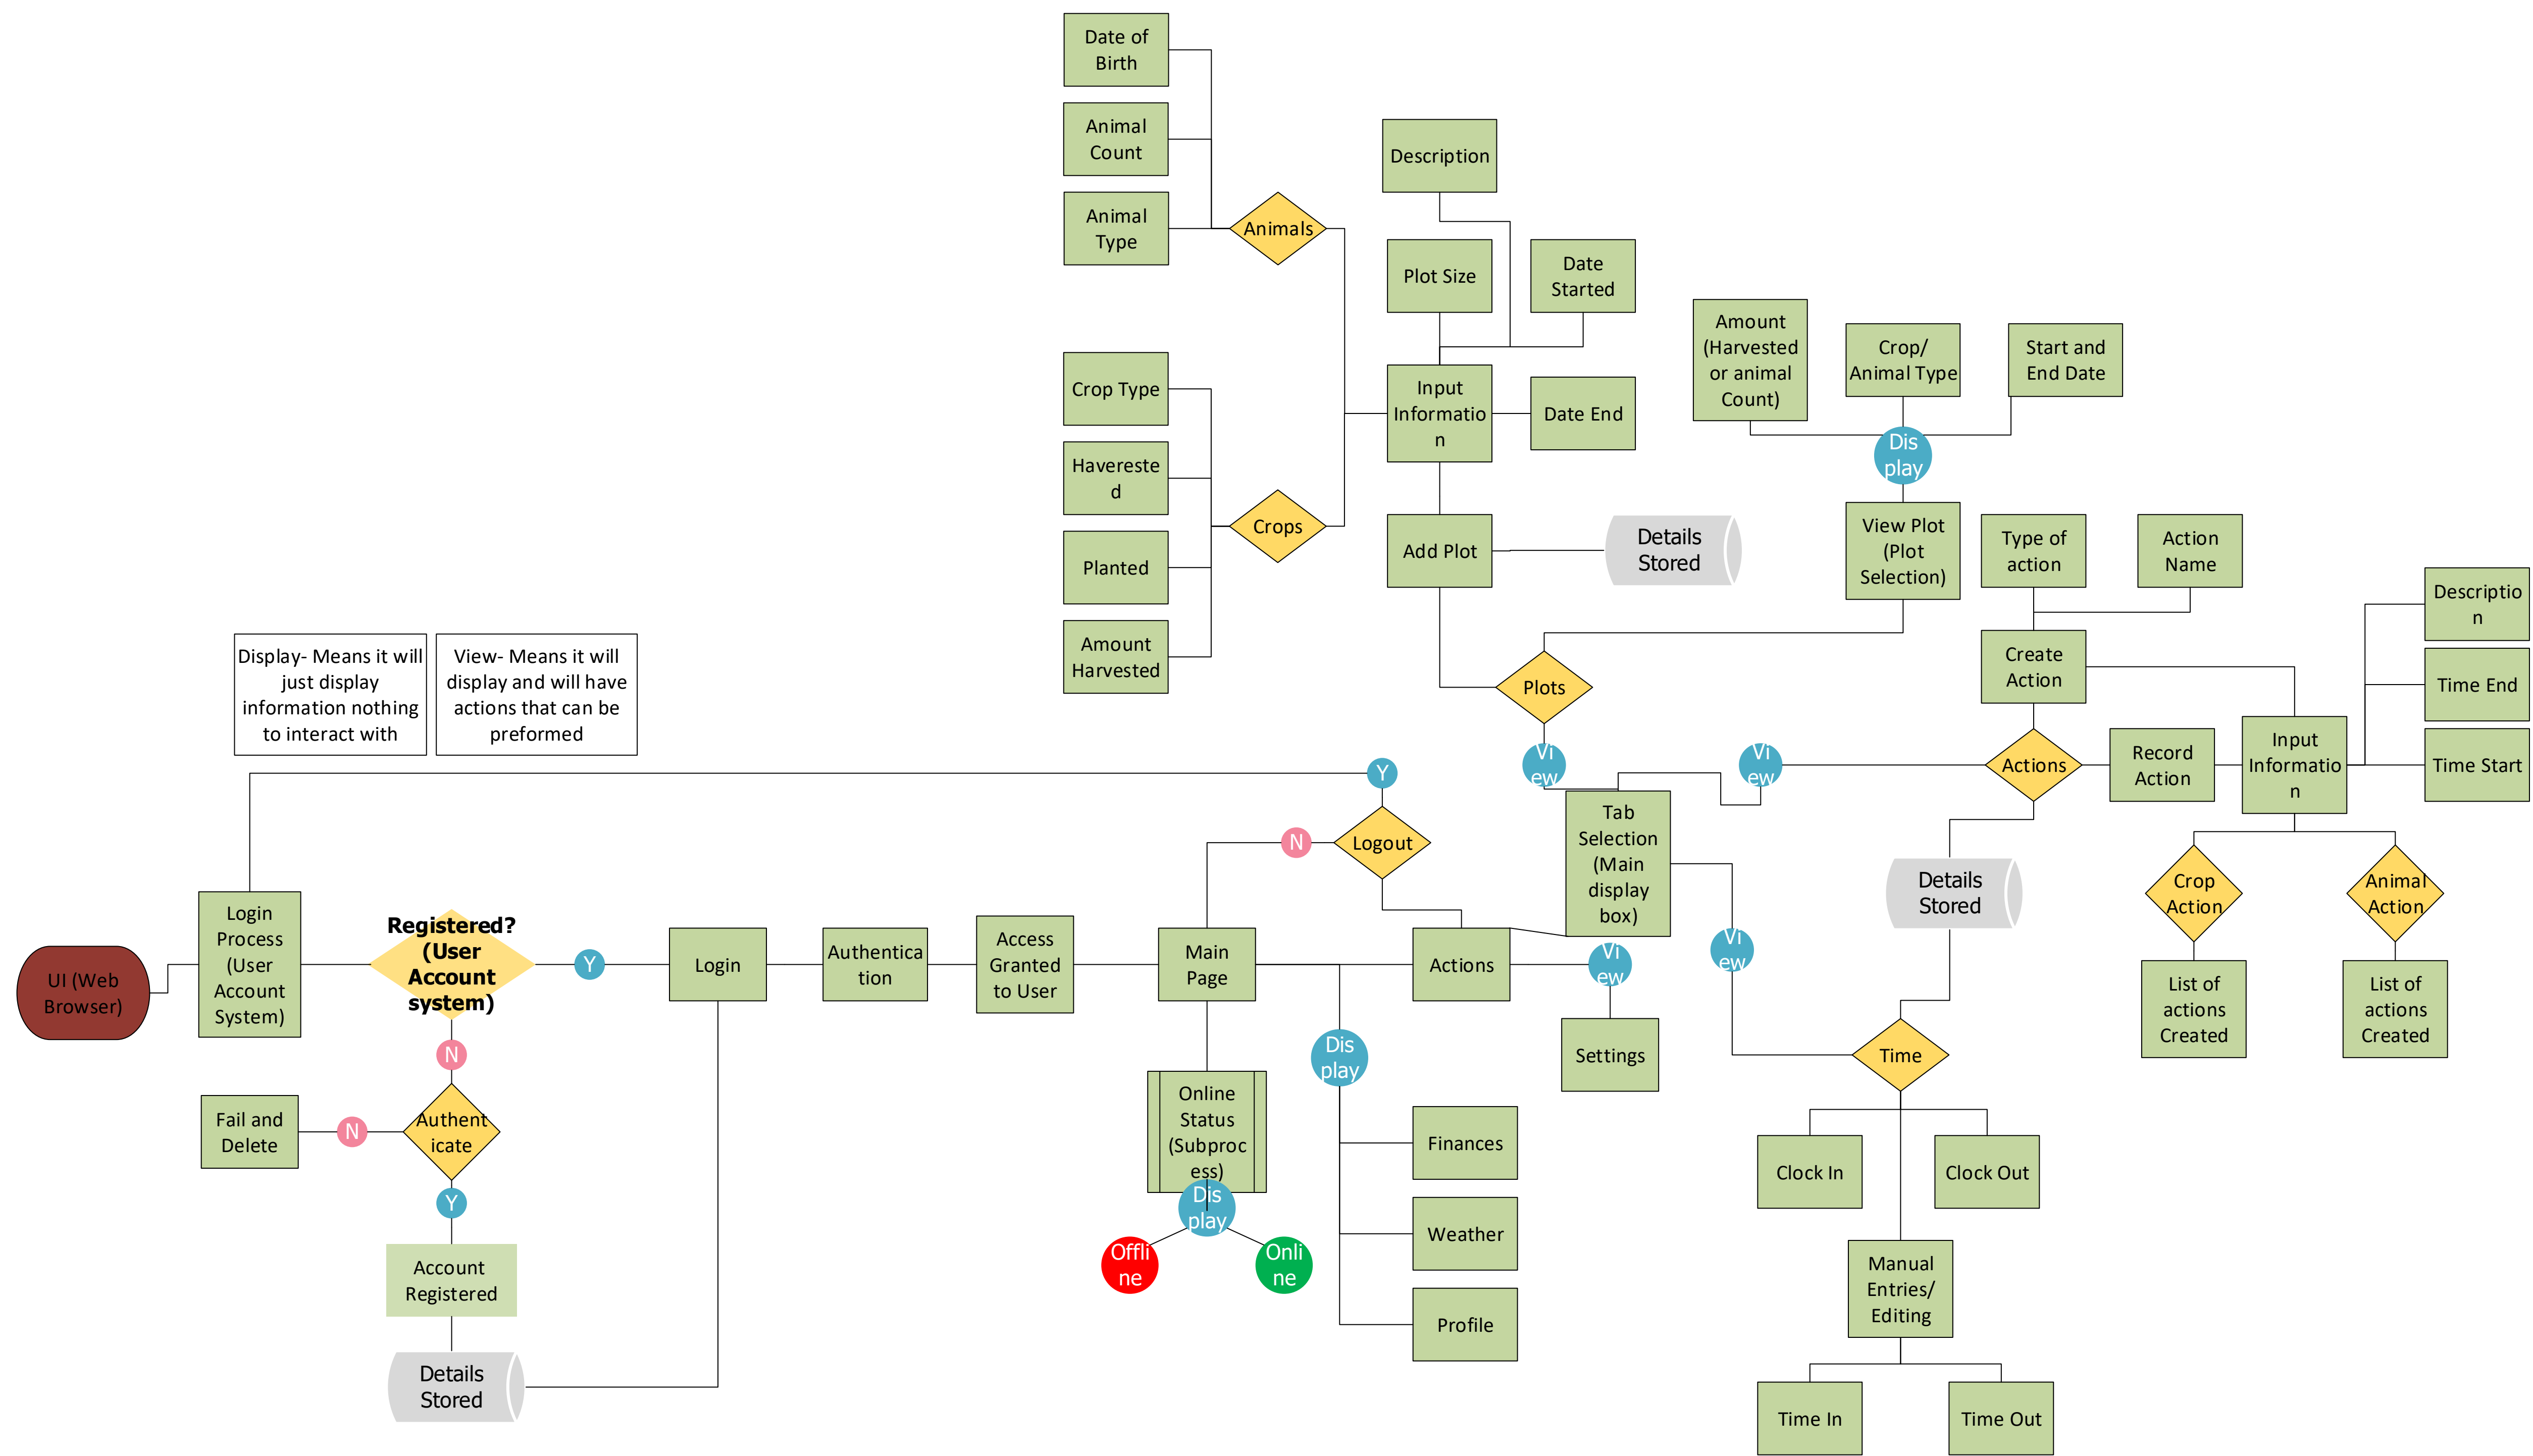 Date of
Birth
Animal
Count
Animal
Type
Animals
Description
Plot Size
Date
Started
Crop Type
Havereste
d
Planted
Amount
Harvested
Crops
Input
Informatio
n
Date End
Add Plot
Details
Stored
Amount
(Harvested
or animal
Count)
Crop/
Animal Type
Start and
End Date
Dis
play
View Plot
(Plot
Selection)
Type of
action
Action
Name
Create
Action
Descriptio
n
Time End
Time Start
Display- Means it will
just display
information nothing
to interact with
View- Means it will
display and will have
actions that can be
preformed
Plots
Vi
ew
Vi
ew
Actions
Record
Action
Input
Informatio
n
Y
N
Logout
Tab
Selection
(Main
display
box)
Details
Stored
Crop
Action
Animal
Action
List of
actions
Created
List of
actions
Created
UI (Web
Browser)
Login
Process
(User
Account
System)
Registered?
(User
Account
system)
Y
Login
Authentica
tion
Access
Granted
to User
Main
Page
Actions
Vi
ew
Vi
ew
Settings
Time
N
Fail and
Delete
N
Authent
icate
Y
Account
Registered
Details
Stored
Online
Status
(Subproc
ess)
Dis
play
Offli
ne
Onli
ne
Dis
play
Finances
Weather
Profile
Clock In
Clock Out
Manual
Entries/
Editing
Time In
Time Out